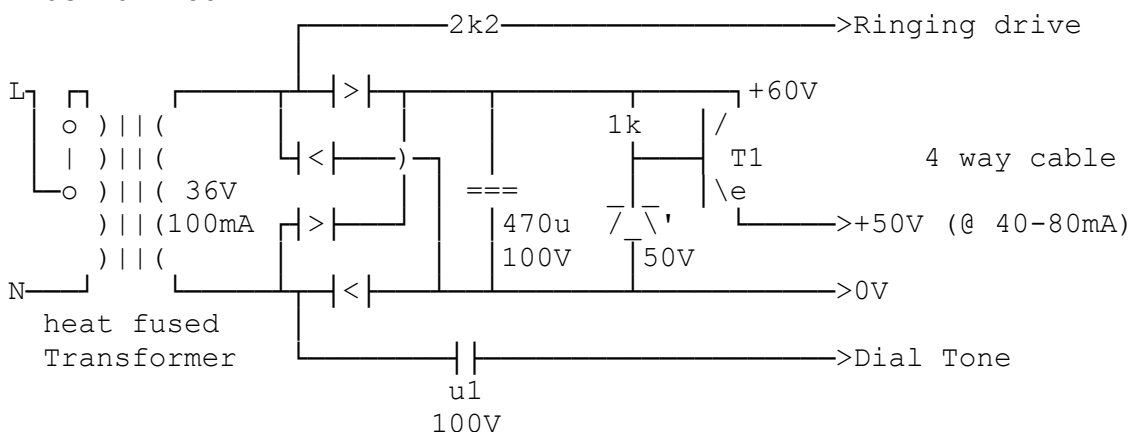 2k2 >Ringing drive
L |>| +60V
o )||( 1k /
| )||( |<| ) T1 4 way cable
o )||( 36V === \e
)||(100mA |>| 470u /_\' >+50V (@ 40-80mA)
)||( 100V 50V
N |<| >0V
heat fused
Transformer >Dial Tone
u1
100V